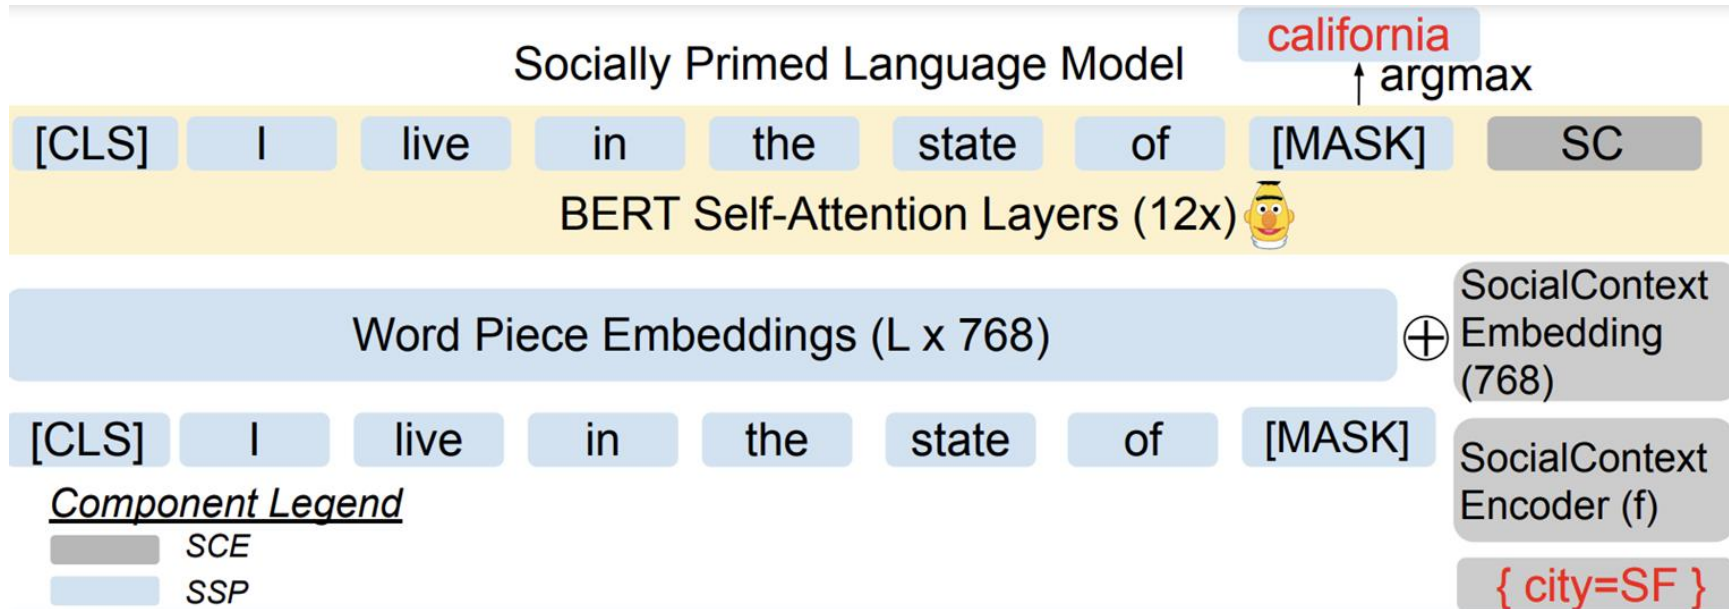 california
Socially Primed Language Model
argmax
[CLS] I live in the state of [MASK] SC
BERT Self-Attention Layers (12x)
Word Piece Embeddings (L x 768)
⊕
SocialContext
Embedding
(768)
[CLS] I live in the state of [MASK]
SocialContext
Encoder (f)
{ city=SF }
Component Legend
SCE
SSP